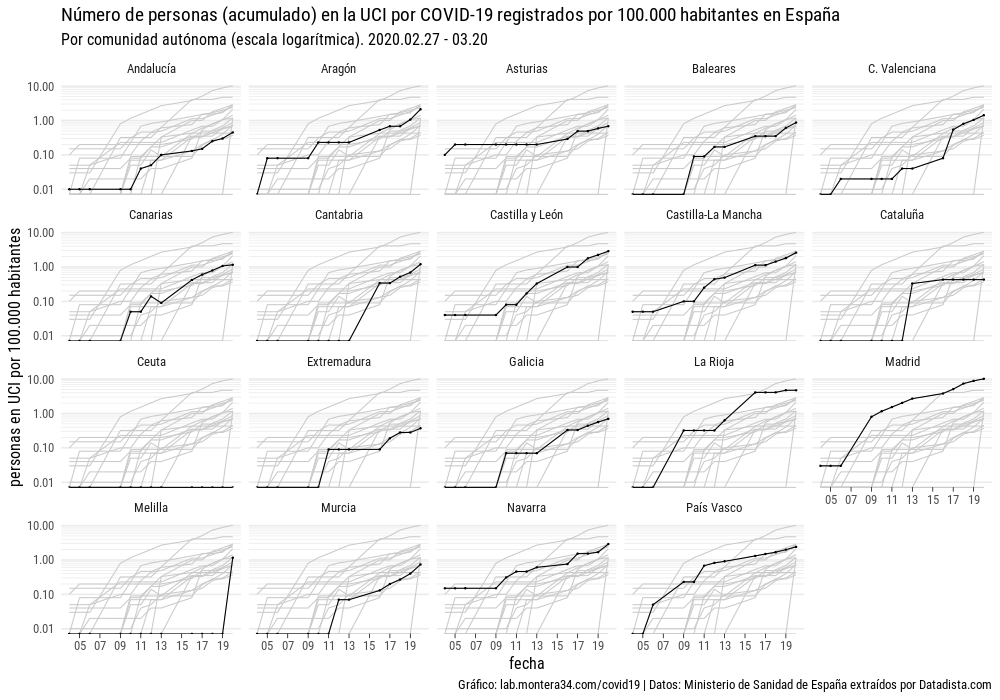 Número de personas (acumulado) en la UCI por COVID-19 registrados por 100.000 habitantes en España
Por comunidad autónoma (escala logarítmica). 2020.02.27 - 03.20
personas en UCI por 100.000 habitantes
Andalucía Aragón Asturias Baleares C. Valenciana
10.00
1.00
0.10
0.01
Canarias Cantabria Castilla y León Castilla-La Mancha Cataluña
10.00
1.00
0.10
0.01
Ceuta Extremadura Galicia La Rioja Madrid
10.00
1.00
0.10
0.01
05 07 09 11 13 15 17 19
Melilla Murcia Navarra País Vasco
10.00
1.00
0.10
0.01
05 07 09 11 13 15 17 19 05 07 09 11 13 15 17 19 05 07 09 11 13 15 17 19 05 07 09 11 13 15 17 19
fecha
Gráfico: lab.montera34.com/covid19 | Datos: Ministerio de Sanidad de España extraídos por Datadista.com